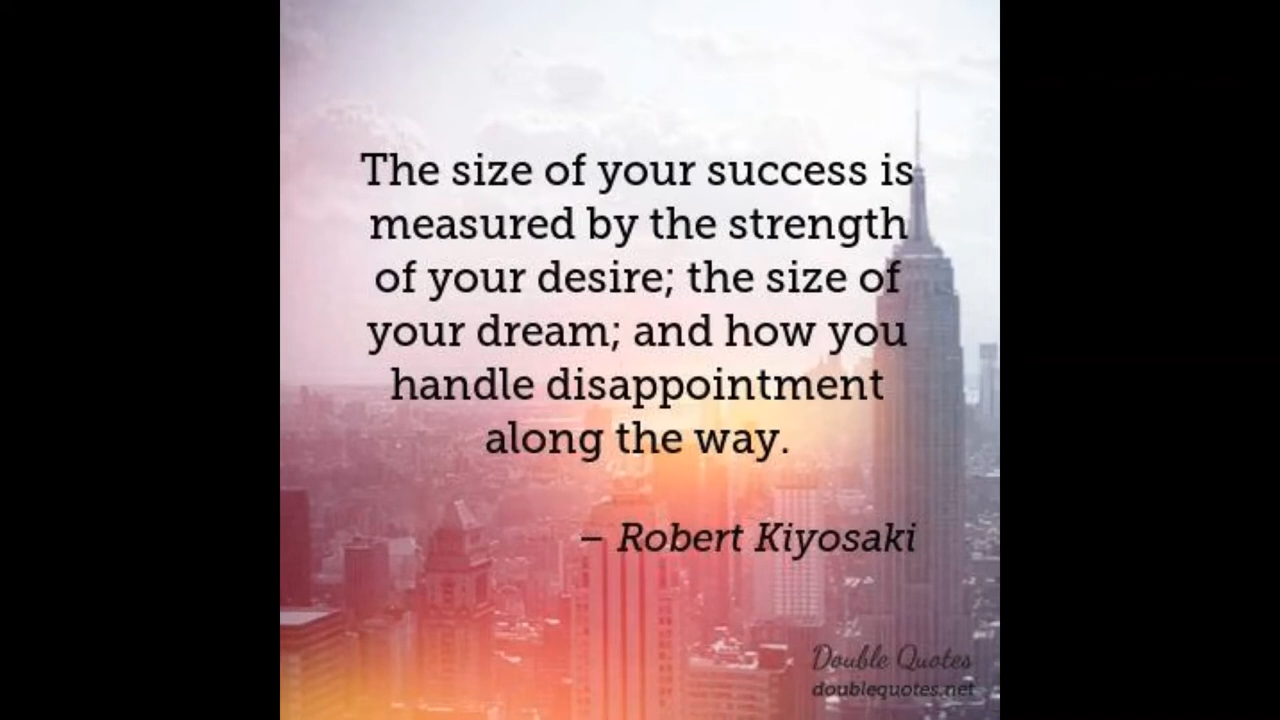 The size of your success is
measured by the strength
of your desire; the size of
your dream; and how you
handle disappointment
along the way.
– Robert Kiyosaki
Double Quotes
doublequotes.net